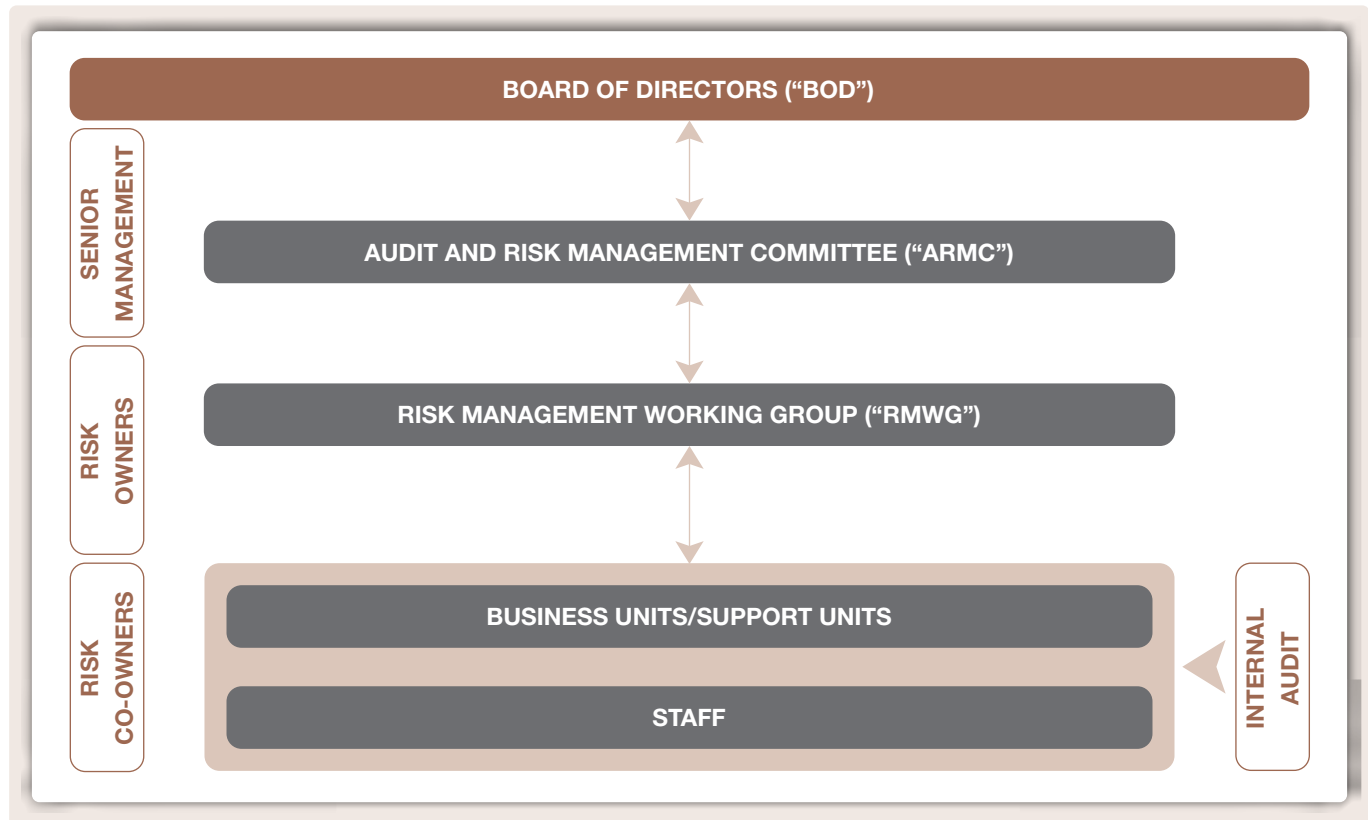 BOARD OF DIRECTORS (“BOD”)
SENIOR
MANAGEMENT
AUDIT AND RISK MANAGEMENT COMMITTEE (“ARMC”)
RISK
OWNERS
RISK MANAGEMENT WORKING GROUP (“RMWG”)
RISK
CO-OWNERS
BUSINESS UNITS/SUPPORT UNITS
STAFF
INTERNAL
AUDIT